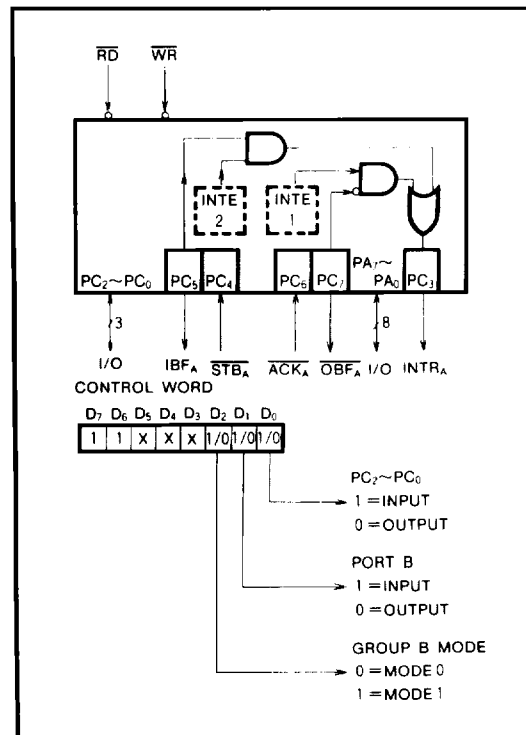 RD WR
INTE 2
INTE 1
PC2~PC0 PC5 PC4 PC6 PC7 PA7~PA0 PC3
3 8
I/O IBFA STBA ACKA OBFA I/O INTRA
CONTROL WORD
D7 D6 D5 D4 D3 D2 D1 D0
1 1 X X X 1/0 1/0 1/0
PC2~PC0
1=INPUT
0=OUTPUT
PORT B
1=INPUT
0=OUTPUT
GROUP B MODE
0=MODE 0
1=MODE 1